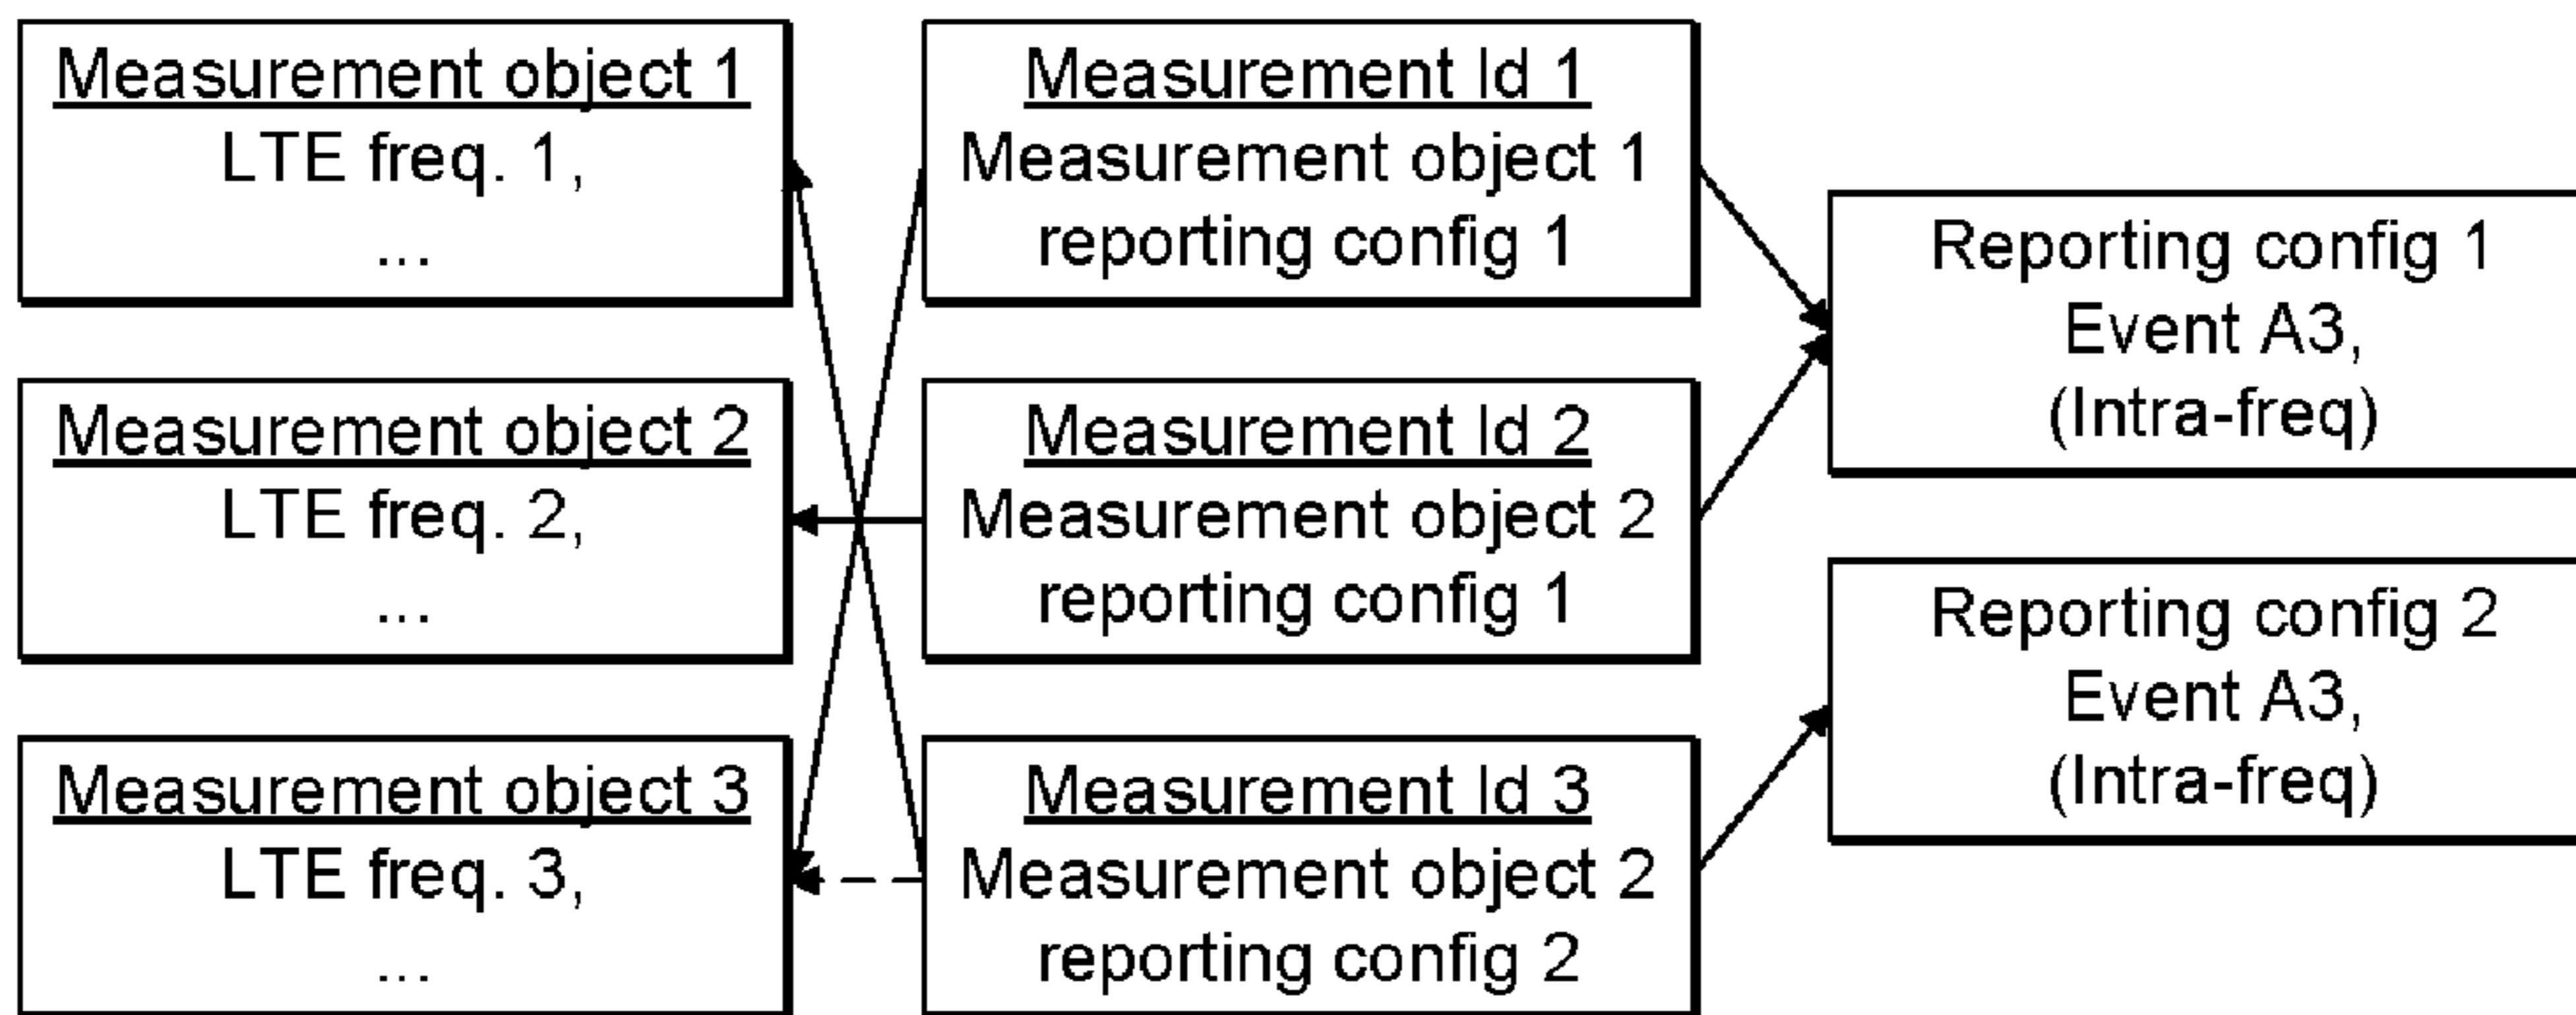 Measurement object 1
LTE freq. 1,
...
Measurement object 2
LTE freq. 2,
...
Measurement object 3
LTE freq. 3,
...
Measurement Id 1
Measurement object 1
reporting config 1
Measurement Id 2
Measurement object 2
reporting config 1
Measurement Id 3
Measurement object 2
reporting config 2
Reporting config 1
Event A3,
(Intra-freq)
Reporting config 2
Event A3,
(Intra-freq)